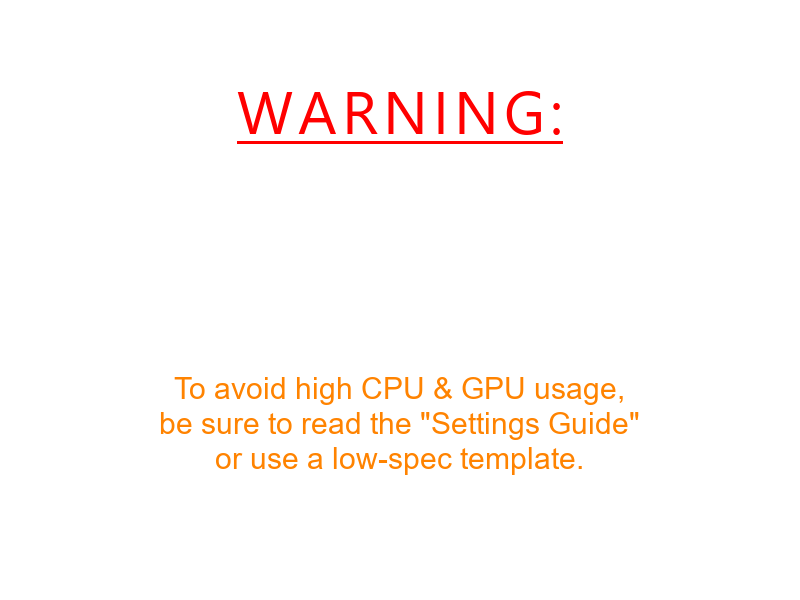 WARNING:
To avoid high CPU & GPU usage,
be sure to read the "Settings Guide"
or use a low-spec template.